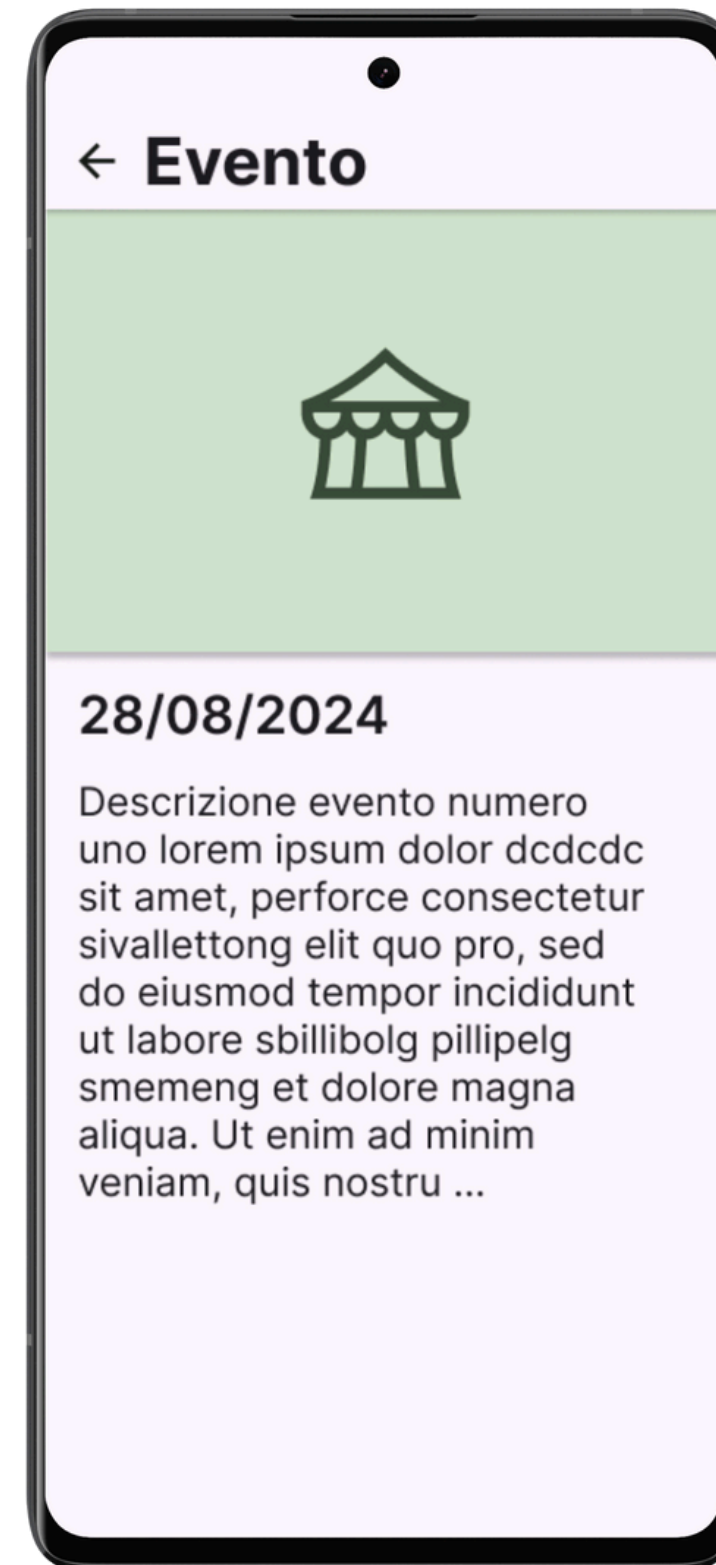 Evento
28/08/2024
Descrizione evento numero
uno lorem ipsum dolor dcdcdc
sit amet, perforce consectetur
sivallettong elit quo pro, sed
do eiusmod tempor incididunt
ut labore sbillibolg pillipelg
smemeng et dolore magna
aliqua. Ut enim ad minim
veniam, quis nostru ...